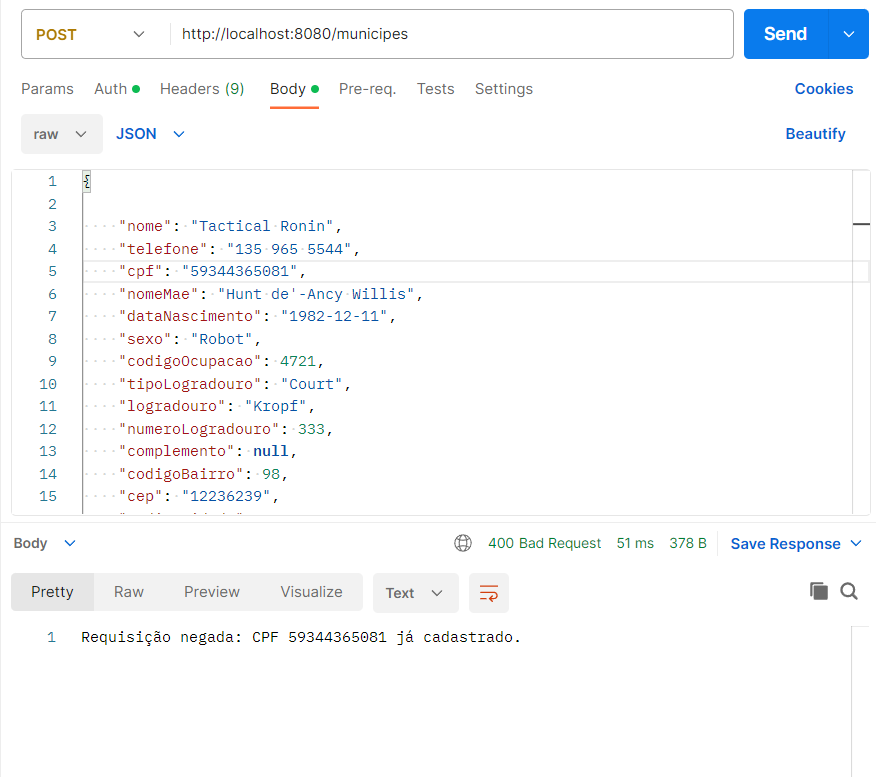 POST http://localhost:8080/municipes Send
Params Auth Headers (9) Body Pre-req. Tests Settings Cookies
raw JSON Beautify
1 {
2
3 "nome": "Tactical Ronin",
4 "telefone": "135 965 5544",
5 "cpf": "59344365081",
6 "nomeMae": "Hunt de'-Ancy Willis",
7 "dataNascimento": "1982-12-11",
8 "sexo": "Robot",
9 "codigoOcupacao": 4721,
10 "tipoLogradouro": "Court",
11 "logradouro": "Kropf",
12 "numeroLogradouro": 333,
13 "complemento": null,
14 "codigoBairro": 98,
15 "cep": "12236239",
Body 400 Bad Request 51 ms 378 B Save Response
Pretty Raw Preview Visualize Text
1 Requisição negada: CPF 59344365081 já cadastrado.